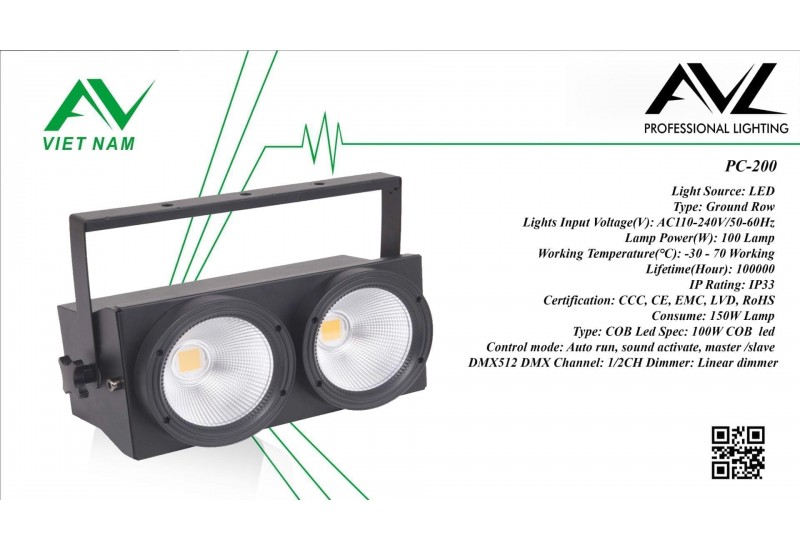 AV
VIET NAM
AVL
PROFESSIONAL LIGHTING
PC-200
Light Source: LED
Type: Ground Row
Lights Input Voltage(V): AC110-240V/50-60Hz
Lamp Power(W): 100 Lamp
Working Temperature(℃): -30 - 70 Working
Lifetime(Hour): 100000
IP Rating: IP33
Certification: CCC, CE, EMC, LVD, RoHS
Consume: 150W Lamp
Type: COB Led Spec: 100W COB led
Control mode: Auto run, sound activate, master /slave
DMX512 DMX Channel: 1/2CH Dimmer: Linear dimmer